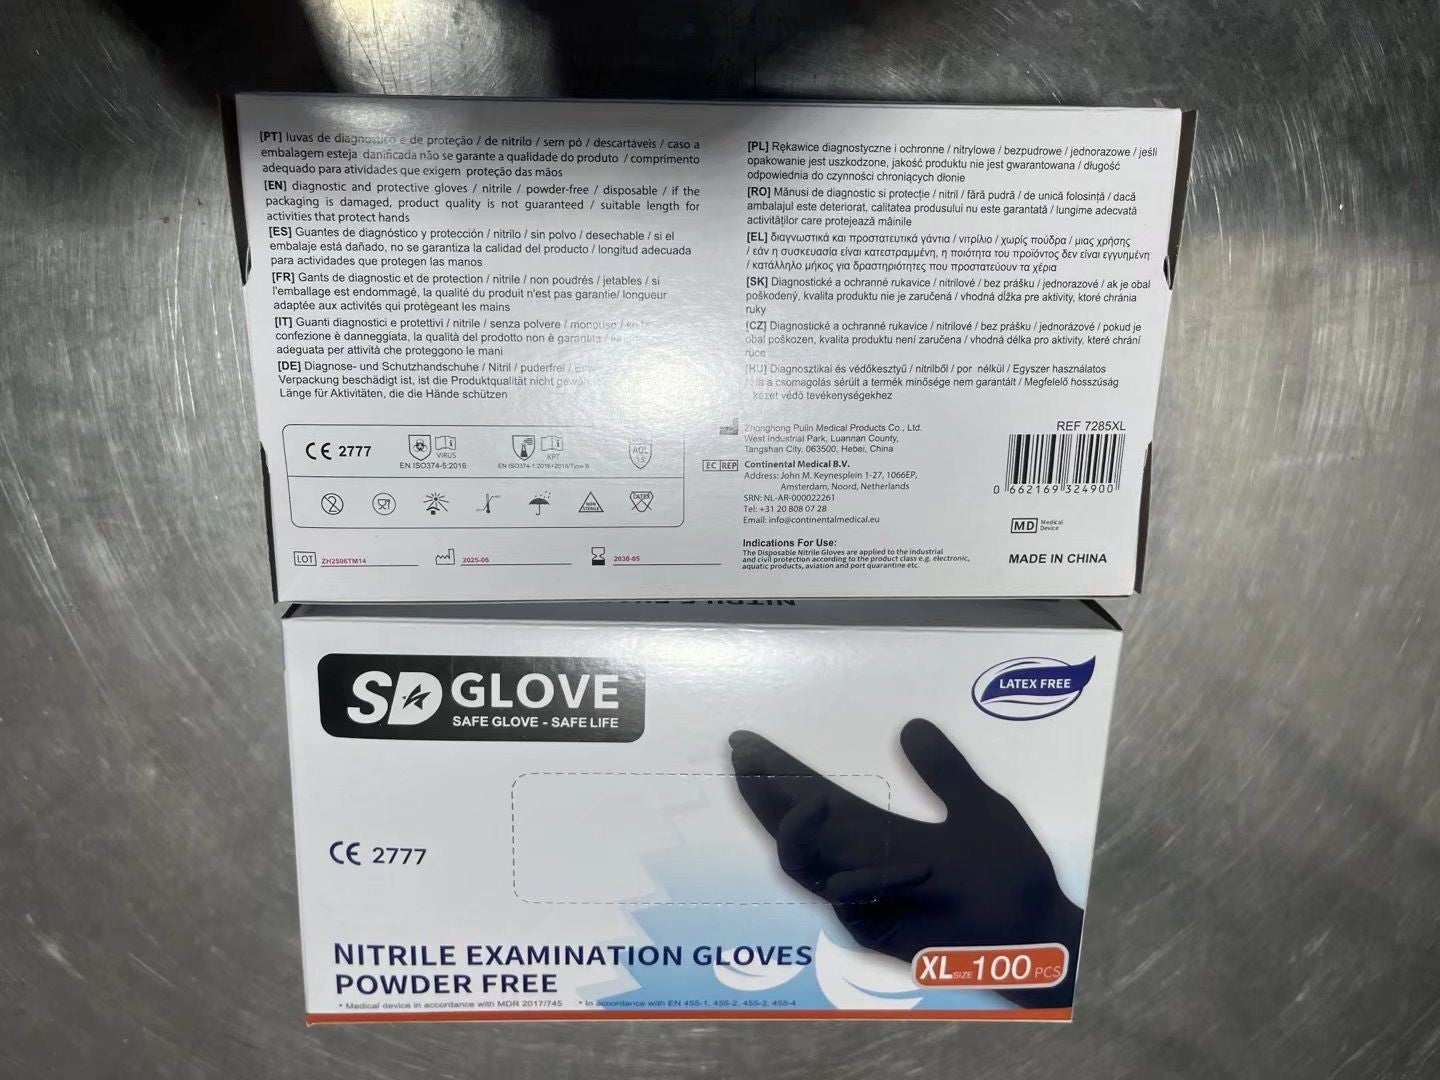 [PT] luvas de diagnóstico e de proteção / de nitrilo / sem pó / descartáveis / caso a
embalagem esteja danificada não se garante a qualidade do produto / comprimento
adequado para atividades que exigem proteção das mãos
[EN] diagnostic and protective gloves / nitrile / powder-free / disposable / if the
packaging is damaged, product quality is not guaranteed / suitable length for
activities that protect hands
[ES] Guantes de diagnóstico y protección / nitrilo / sin polvo / desechable / si el
embalaje está dañado, no se garantiza la calidad del producto / longitud adecuada
para actividades que protegen las manos
[FR] Gants de diagnostic et de protection / nitrile / non poudrés / jetables / si
l'emballage est endommagé, la qualité du produit n'est pas garantie/ longueur
adaptée aux activités qui protègeant les mains
[IT] Guanti diagnostici e protettivi / nitrile / senza polvere / monouso /
confezione è danneggiata, la qualità del prodotto non è garantita /
adeguata per attività che proteggono le mani
[DE] Diagnose- und Schutzhandschuhe / Nitril / puderfrei /
Verpackung beschädigt ist, ist die Produktqualität nicht
Länge für Aktivitäten, die die Hände schützen
[PL] Rękawice diagnostyczne i ochronne / nitrylowe / bezpudrowe / jednorazowe / jeśli
opakowanie jest uszkodzone, jakość produktu nie jest gwarantowana / długość
odpowiednia do czynności chroniących dłonie
[RO] Mănusi de diagnostic si protecție / nitril / fără pudră / de unică folosință / dacă
ambalajul este deteriorat, calitatea produsului nu este garantată / lungime adecvată
activităților care protejează mâinile
[EL] διαγνωστικά και προστατευτικά γάντια / νιτρίλιο / χωρίς πούδρα / μιας χρήσης
/ εάν η συσκευασία είναι κατεστραμμένη, η ποιότητα του προϊόντος δεν είναι εγγυημένη
/ κατάλληλο μήκος για δραστηριότητες που προστατεύουν τα χέρια
[SK] Diagnostické a ochranné rukavice / nitrilové / bez prášku / jednorazové / ak je obal
poškodený, kvalita produktu nie je zaručená / vhodná dĺžka pre aktivity, ktoré chránia
ruky
[CZ] Diagnostické a ochranné rukavice / nitrilové / bez prášku / jednorázové / pokud je
obal poškozen, kvalita produktu není zaručena / vhodná délka pro aktivity, které chrání
ruce
[HU] Diagnosztikai és védőkesztyű / nitrilből / por nélkül / Egyszer használatos
/ Ha a csomagolás sérült a termék minősége nem garantált / Megfelelő hosszúság
kezet védő tevékenységekhez
CE 2777
VIRUS
EN ISO374-5:2016
KPT
EN ISO374-1:2016+2018/Type B
AQL
1.5
NON
STERILE
LATEX
LOT ZH2506TM14
2025-06
2030-05
Zhonghong Pulin Medical Products Co., Ltd.
West Industrial Park, Luannan County,
Tangshan City, 063500, Hebei, China
EC REP Continental Medical B.V.
Address: John M. Keynesplein 1-27, 1066EP,
Amsterdam, Noord, Netherlands
SRN: NL-AR-000022261
Tel: +31 20 808 07 28
Email: info@continentalmedical.eu
Indications For Use:
The Disposable Nitrile Gloves are applied to the industrial
and civil protection according to the product class e.g. electronic,
aquatic products, aviation and port quarantine etc.
REF 7285XL
0 662169 324900
MD Medical
Device
MADE IN CHINA
SD GLOVE
SAFE GLOVE - SAFE LIFE
LATEX FREE
CE 2777
NITRILE EXAMINATION GLOVES
POWDER FREE
XL SIZE 100 PCS
• Medical device in accordance with MDR 2017/745 • In accordance with EN 455-1, 455-2, 455-3, 455-4